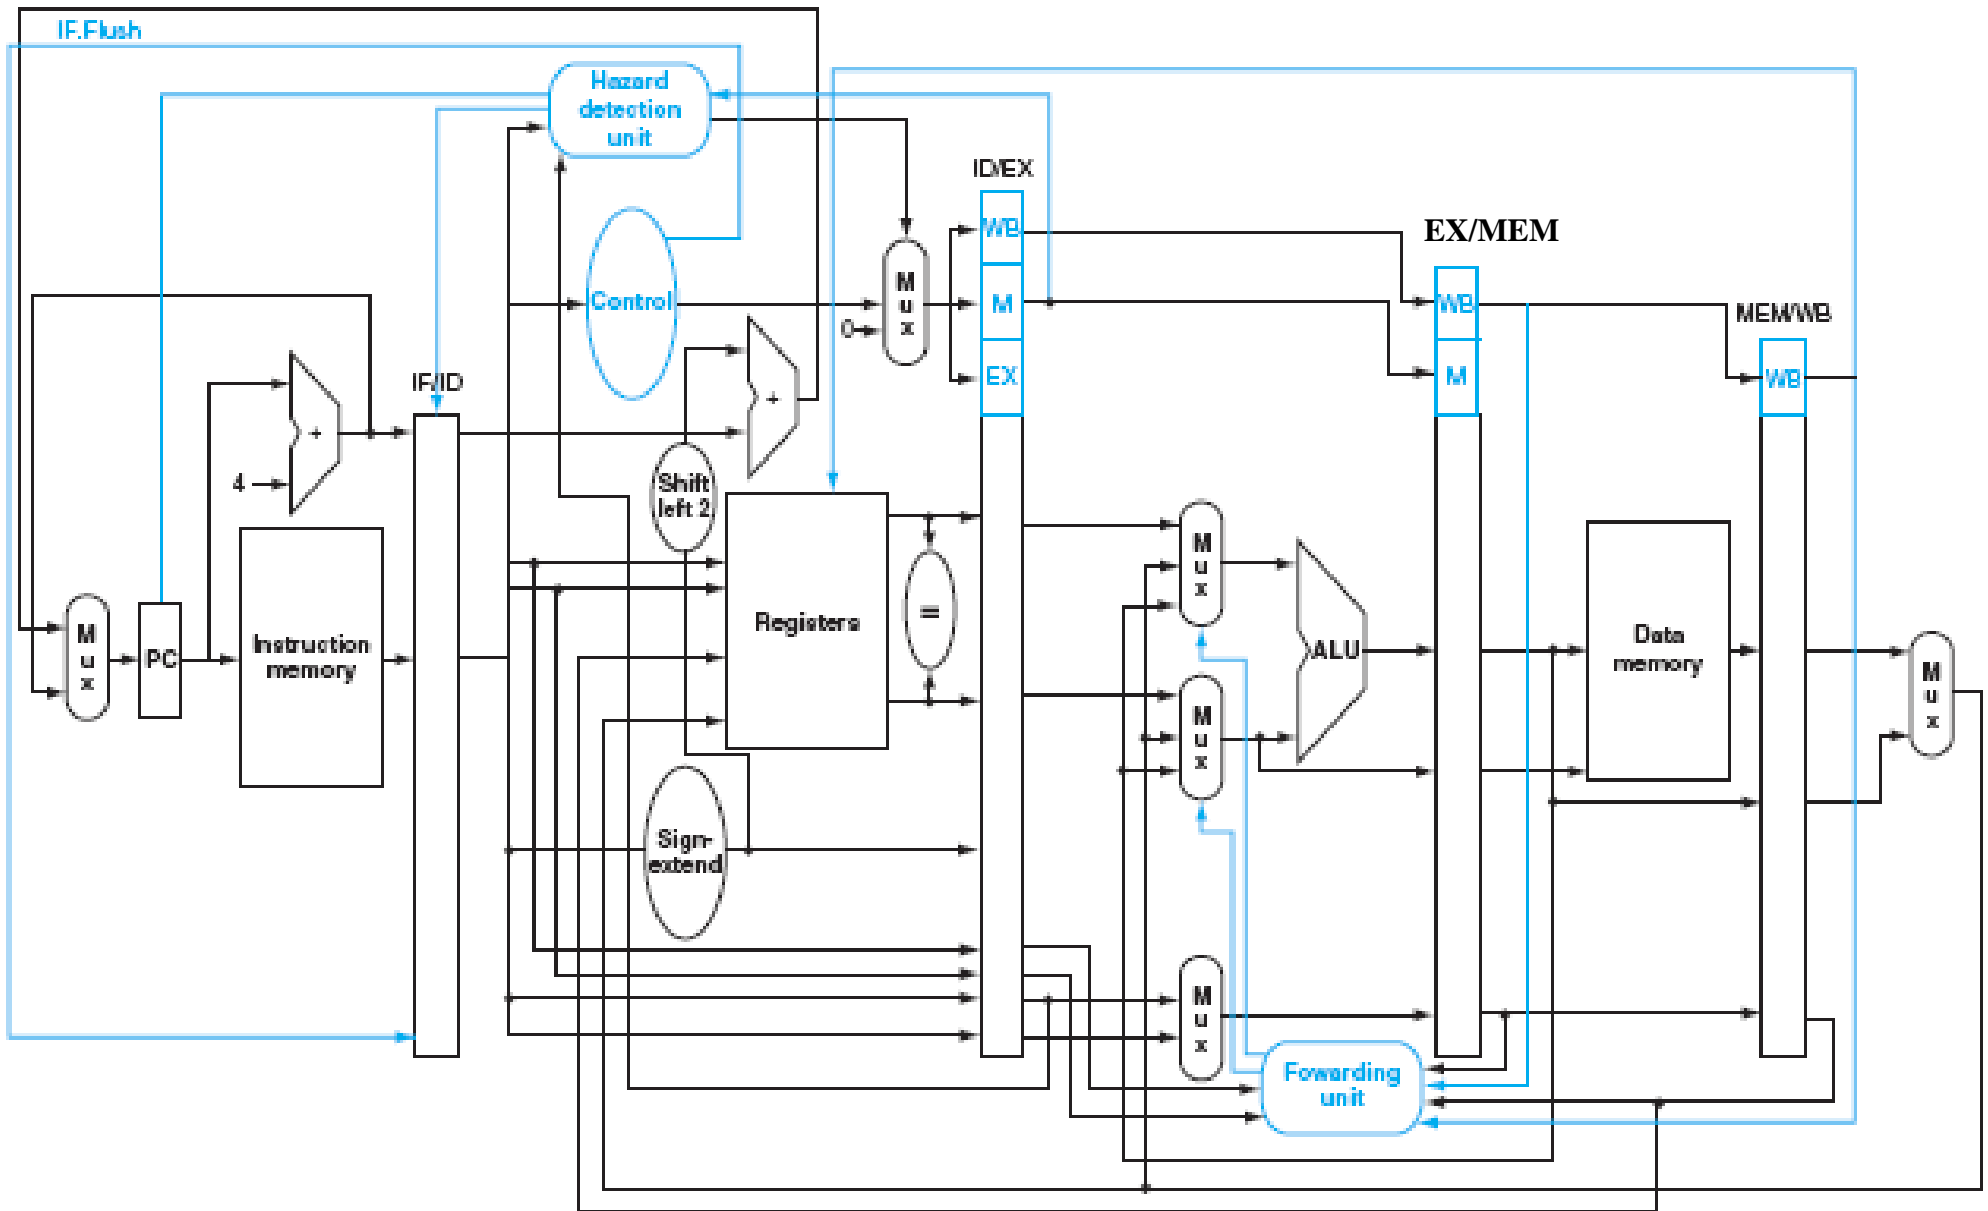 IF.Flush
Hazard
detection
unit
ID/EX
WB
EX/MEM
M
u
x
Control
0
M
WB
MEM/WB
EX
M
WB
IF/ID
+
+
4
Shift
left 2
M
u
x
M
u
x
PC
Instruction
memory
Registers
=
ALU
Data
memory
M
u
x
M
u
x
Sign-
extend
M
u
x
Fowarding
unit